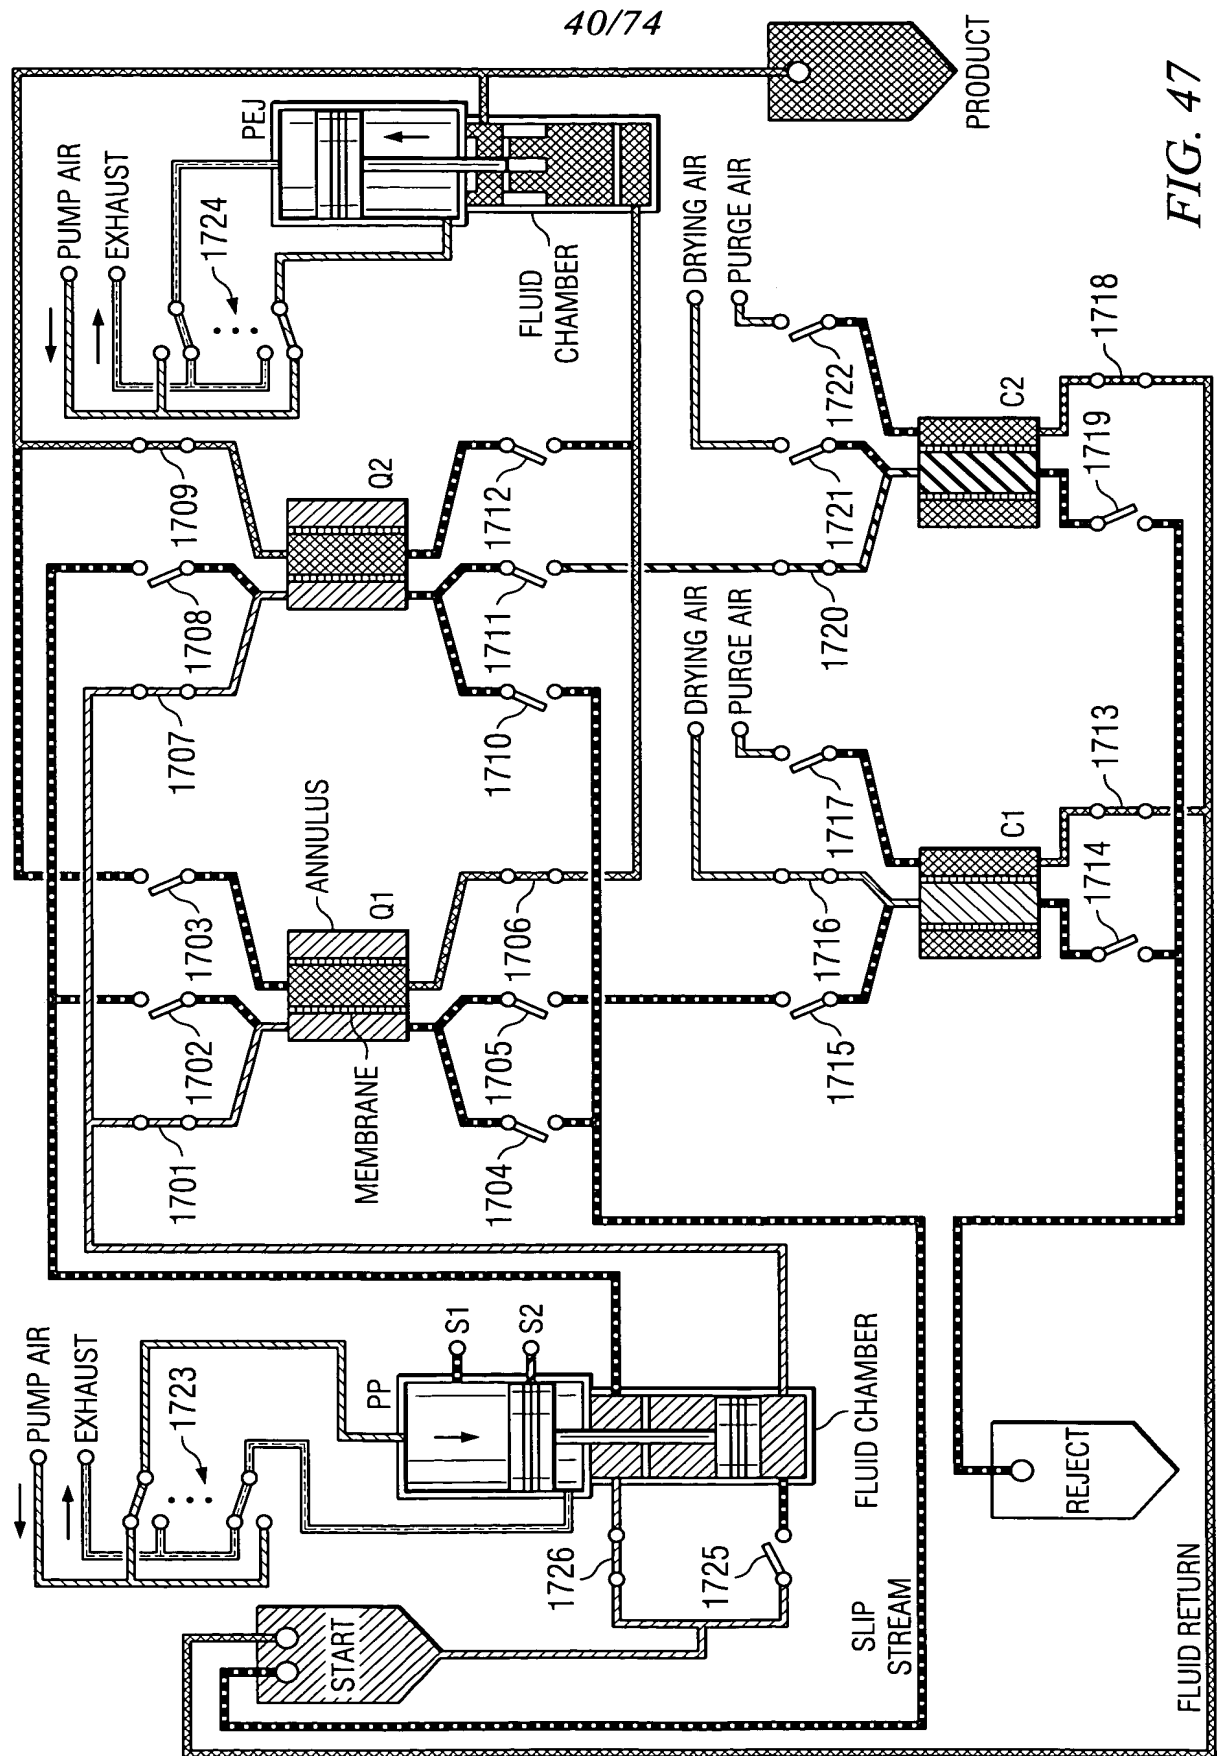 40/74
PUMP AIR
EXHAUST
1723
PP
S1
S2
START
1726
1725
FLUID CHAMBER
SLIP
STREAM
REJECT
FLUID RETURN
1701
1702
1703
MEMBRANE
ANNULUS
Q1
1704
1705
1706
1707
1708
1709
Q2
1710
1711
1712
PUMP AIR
EXHAUST
1724
PEJ
FLUID
CHAMBER
PRODUCT
DRYING AIR
PURGE AIR
1715
1716
1717
C1
1714
1713
DRYING AIR
PURGE AIR
1720
1721
1722
C2
1719
1718
FIG. 47